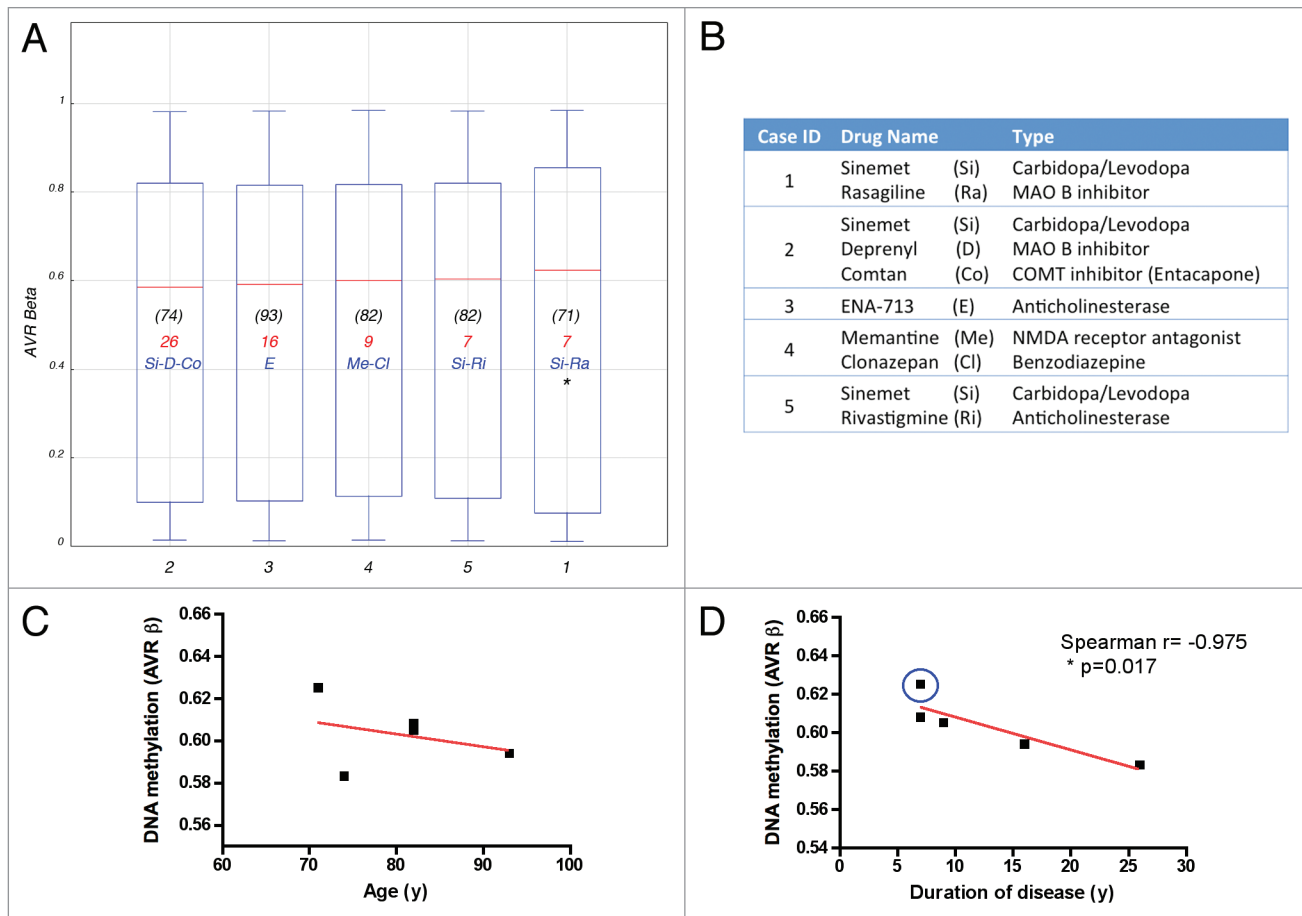 A
AVR Beta
1
0.8
0.6
0.4
0.2
0
(74) (93) (82) (82) (71)
26 16 9 7 7
Si-D-Co E Me-Cl Si-Ri Si-Ra
*
2 3 4 5 1
B
Case ID Drug Name Type
1
Sinemet (Si) Carbidopa/Levodopa
Rasagiline (Ra) MAO B inhibitor
2
Sinemet (Si) Carbidopa/Levodopa
Deprenyl (D) MAO B inhibitor
Comtan (Co) COMT inhibitor (Entacapone)
3 ENA-713 (E) Anticholinesterase
4
Memantine (Me) NMDA receptor antagonist
Clonazepan (Cl) Benzodiazepine
5
Sinemet (Si) Carbidopa/Levodopa
Rivastigmine (Ri) Anticholinesterase
C
DNA methylation (AVR β)
0.66
0.64
0.62
0.60
0.58
0.56
60 70 80 90 100
Age (y)
D
DNA methylation (AVR β)
0.66
0.64
0.62
0.60
0.58
0.56
0.54
Spearman r= -0.975
* p=0.017
0 5 10 15 20 25 30
Duration of disease (y)